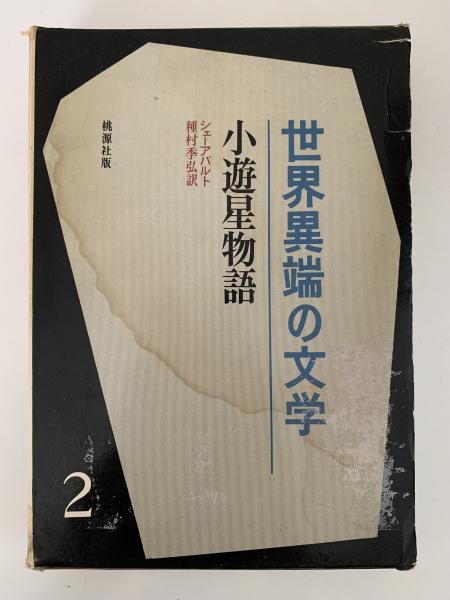 世界異端の文学
小遊星物語
シェーアバルト
種村季弘訳
桃源社版
2